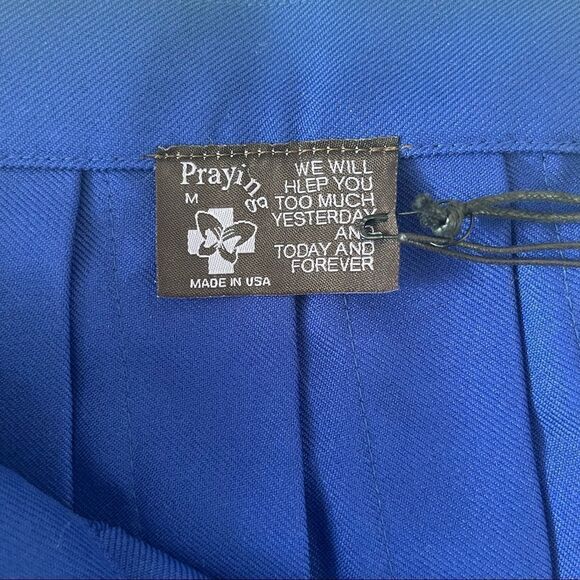 Praying
M
MADE IN USA
WE WILL
HLEP YOU
TOO MUCH
YESTERDAY
AND
TODAY AND
FOREVER